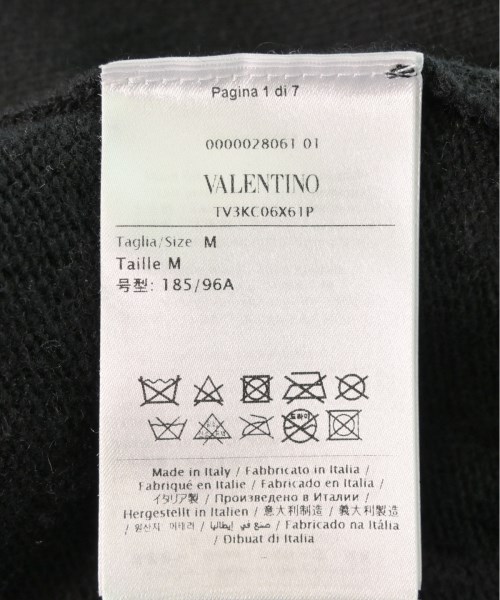 Pagina 1 di 7
0000028061 01
VALENTINO
TV3KC06X61P
Taglia/Size M
Taille M
号型: 185/96A
드라이
Made in Italy / Fabbricato in Italia /
Fabriqué en Italie / Fabricado en Italia /
イタリア製 / Произведено в Италии /
Hergestellt in Italien / 意大利制造 / 義大利製造
/ 원산지 이태리 / صنع في إيطاليا / Fabricado na Itália
/ Dibuat di Italia